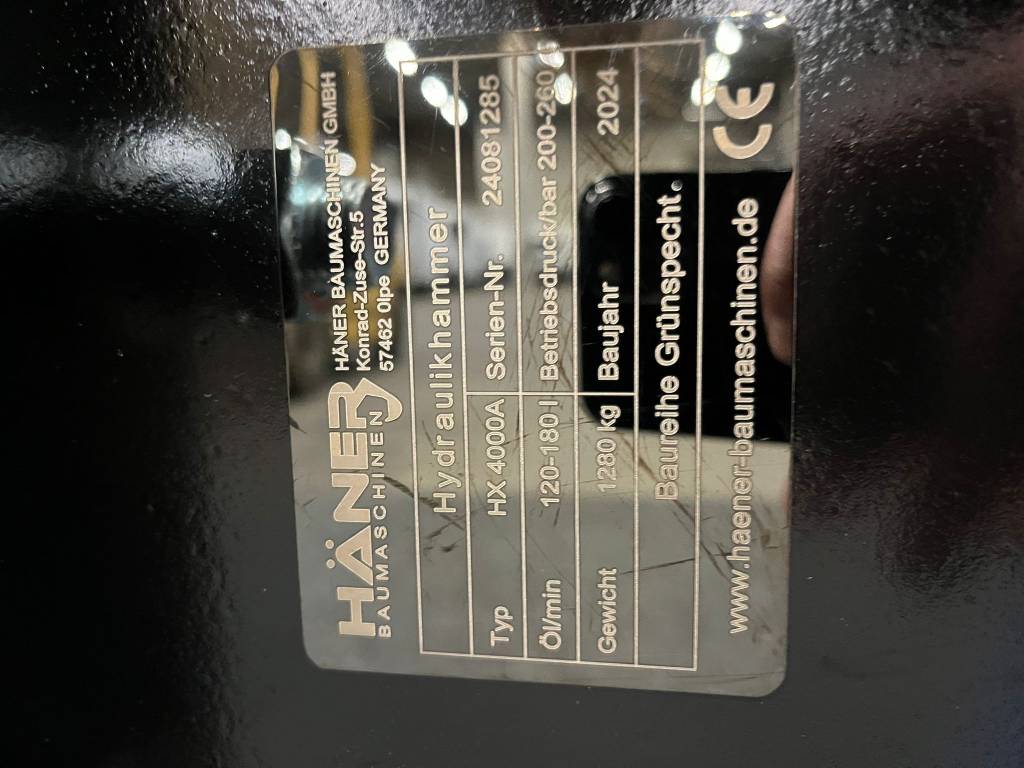 HÄNER
BAUMASCHINEN
HÄNER BAUMASCHINEN GMBH
Konrad-Zuse-Str.5
57462 Olpe GERMANY
Hydraulikhammer
Typ HX 4000A Serien-Nr. 24081285
Öl/min 120-180 l Betriebsdruck/bar 200-260
Gewicht 1280 kg Baujahr 2024
Baureihe Grünspecht
www.haener-baumaschinen.de CE